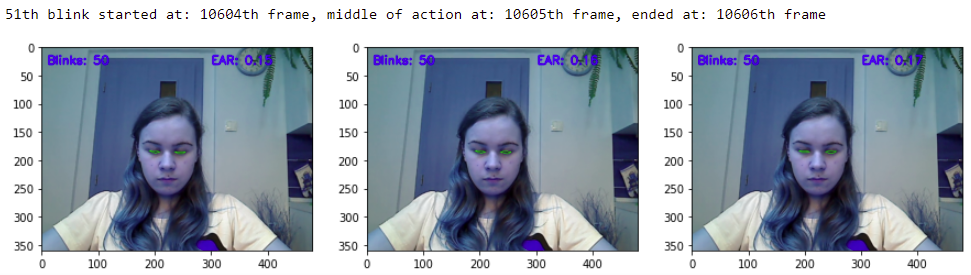 51th blink started at: 10604th frame, middle of action at: 10605th frame, ended at: 10606th frame
Blinks: 50 EAR: 0.15 Blinks: 50 EAR: 0.16 Blinks: 50 EAR: 0.17
0 0 0
50 50 50
100 100 100
150 150 150
200 200 200
250 250 250
300 300 300
350 350 350
0 100 200 300 400 0 100 200 300 400 0 100 200 300 400